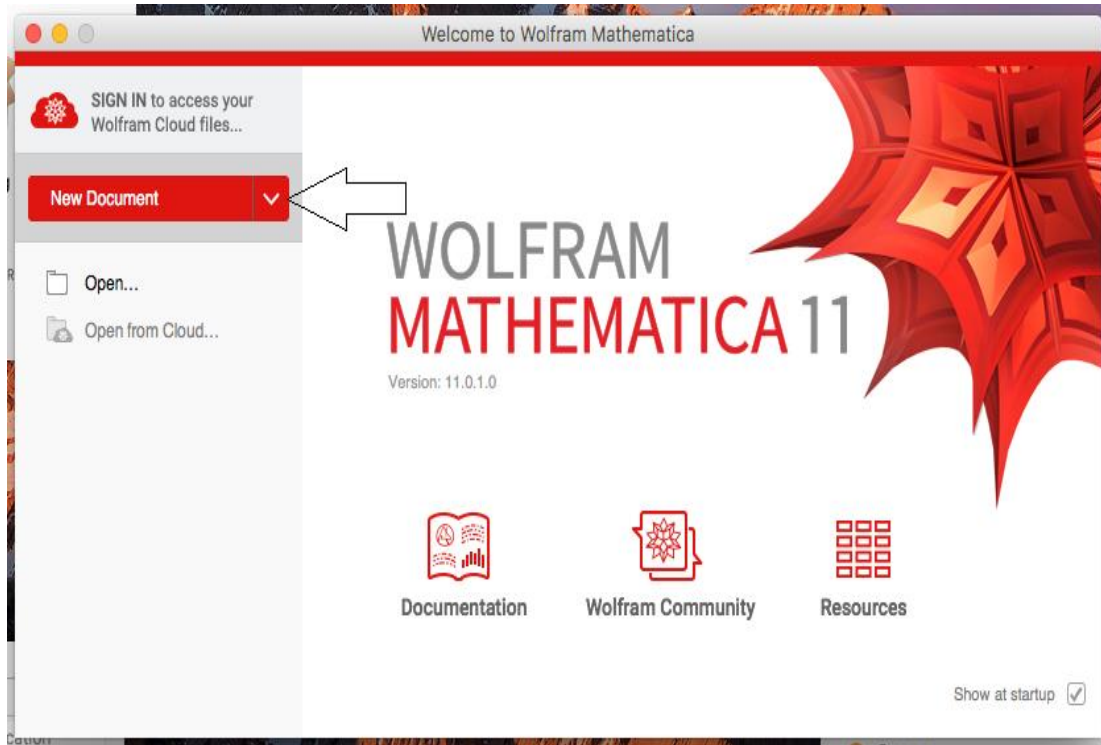 Welcome to Wolfram Mathematica
SIGN IN to access your
Wolfram Cloud files...
New Document
Open...
Open from Cloud...
WOLFRAM
MATHEMATICA 11
Version: 11.0.1.0
Documentation
Wolfram Community
Resources
Show at startup